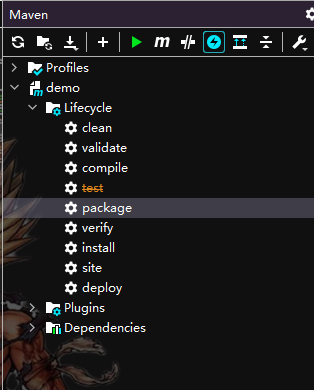 Maven
Profiles
demo
Lifecycle
clean
validate
compile
test
package
verify
install
site
deploy
Plugins
Dependencies